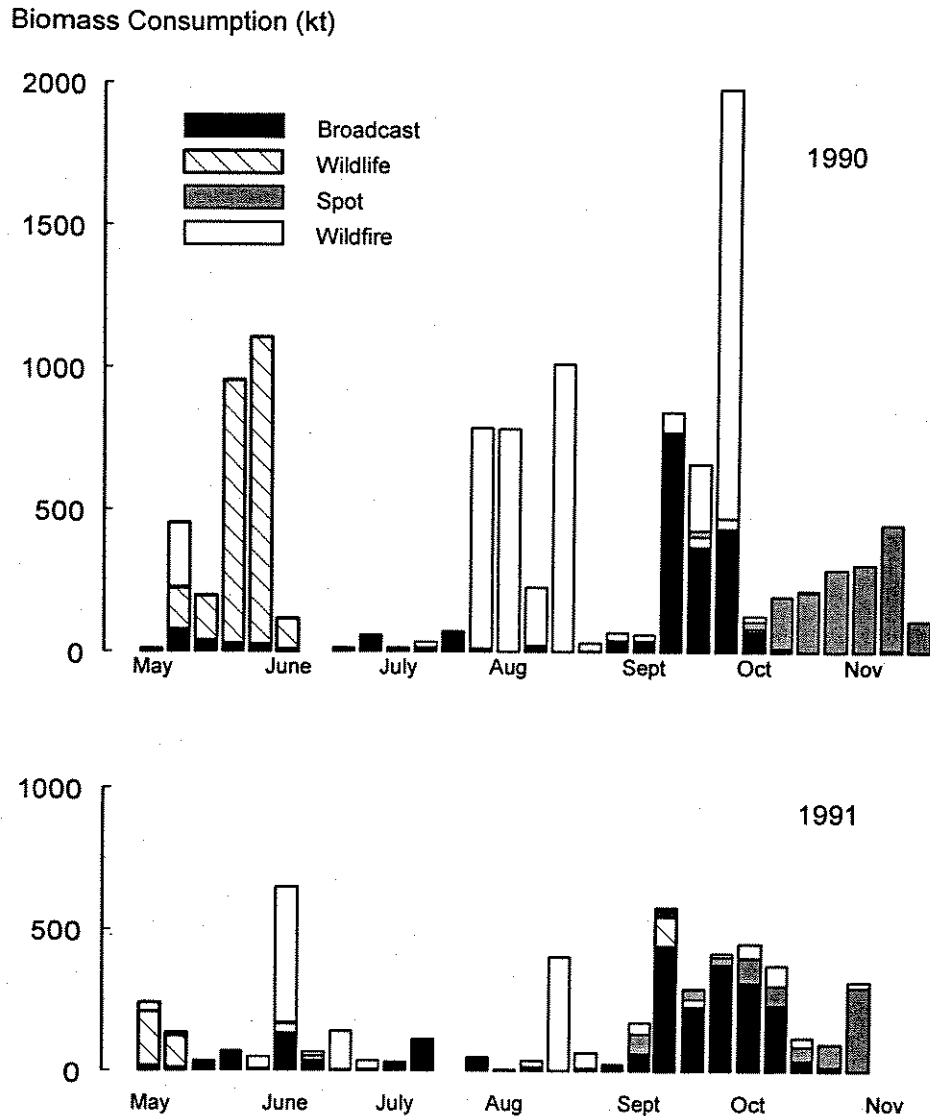 Biomass Consumption (kt)
2000
Broadcast
1990
Wildlife
Spot
Wildfire
1500
1000
500
0
May June July Aug Sept Oct Nov
1000
1991
500
0
May June July Aug Sept Oct Nov